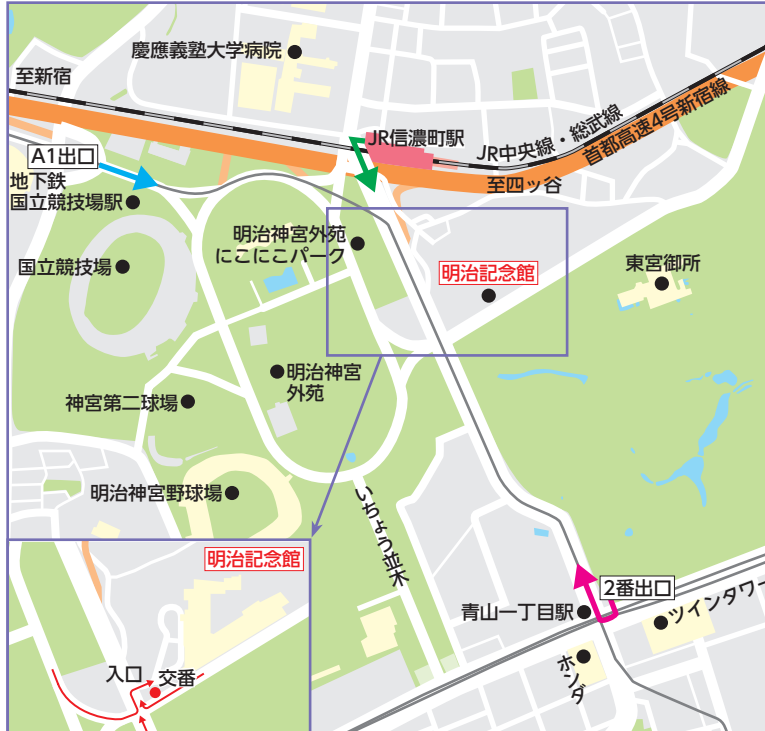 慶應義塾大学病院
至新宿
JR信濃町駅
JR中央線・総武線
首都高速4号新宿線
至四ッ谷
A1出口
地下鉄
国立競技場駅
明治神宮外苑
にこにこパーク
国立競技場
明治記念館
東宮御所
明治神宮
外苑
神宮第二球場
明治神宮野球場
いちょう並木
明治記念館
入口
交番
2番出口
青山一丁目駅
ツインタワー
ホンダ